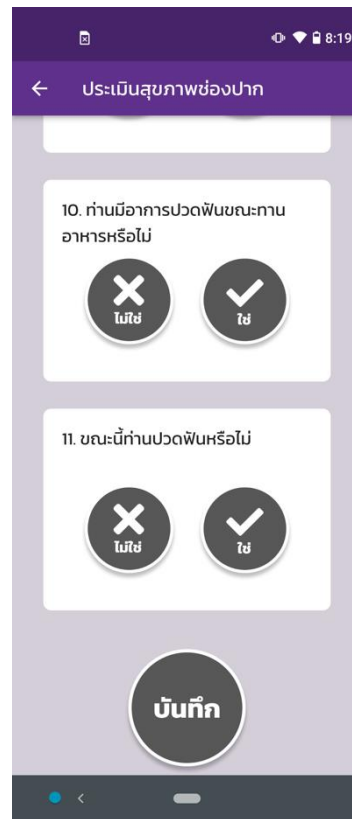 8:19
ประเมินสุขภาพช่องปาก
10. ท่านมีอาการปวดฟันขณะทาน
อาหารหรือไม่
ไม่ใช่
ใช่
11. ขณะนี้ท่านปวดฟันหรือไม่
ไม่ใช่
ใช่
บันทึก